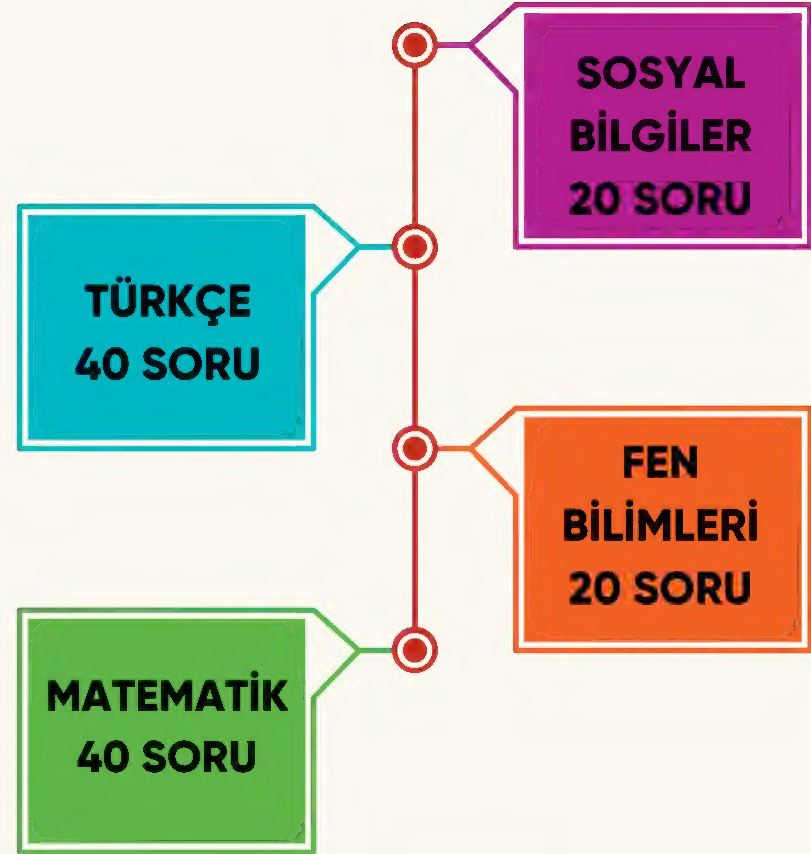 SOSYAL
BİLGİLER
20 SORU
TÜRKÇE
40 SORU
FEN
BİLİMLERİ
20 SORU
MATEMATİK
40 SORU